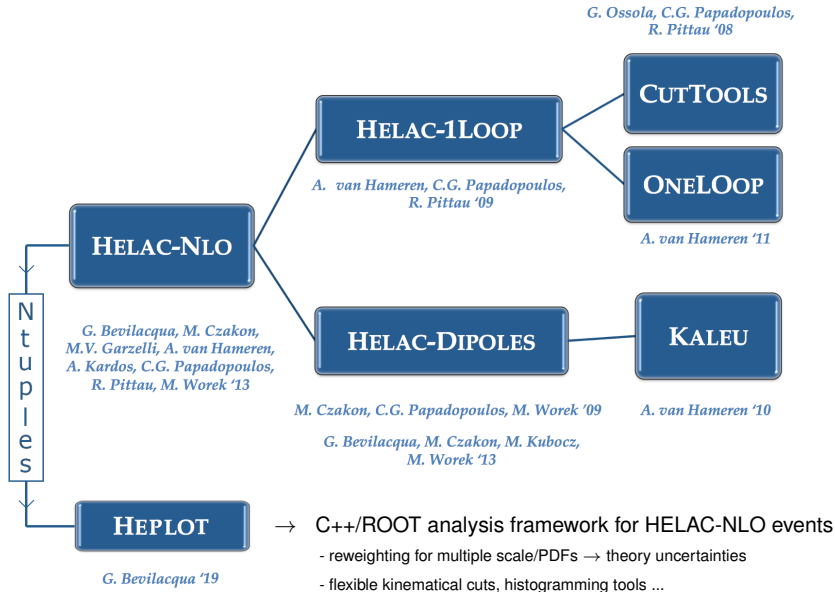 G. Ossola, C.G. Papadopoulos,
R. Pittau ‘08
CUTTOOLS
HELAC-1LOOP
A. van Hameren, C.G. Papadopoulos,
R. Pittau ‘09
ONELOOP
A. van Hameren ‘11
HELAC-NLO
G. Bevilacqua, M. Czakon,
M.V. Garzelli, A. van Hameren,
A. Kardos, C.G. Papadopoulos,
R. Pittau, M. Worek ‘13
HELAC-DIPOLES
M. Czakon, C.G. Papadopoulos, M. Worek ‘09
G. Bevilacqua, M. Czakon, M. Kubocz,
M. Worek ‘13
KALEU
A. van Hameren ‘10
Ntuples
HEPLOT
G. Bevilacqua ‘19
→ C++/ROOT analysis framework for HELAC-NLO events
- reweighting for multiple scale/PDFs → theory uncertainties
- flexible kinematical cuts, histogramming tools ...